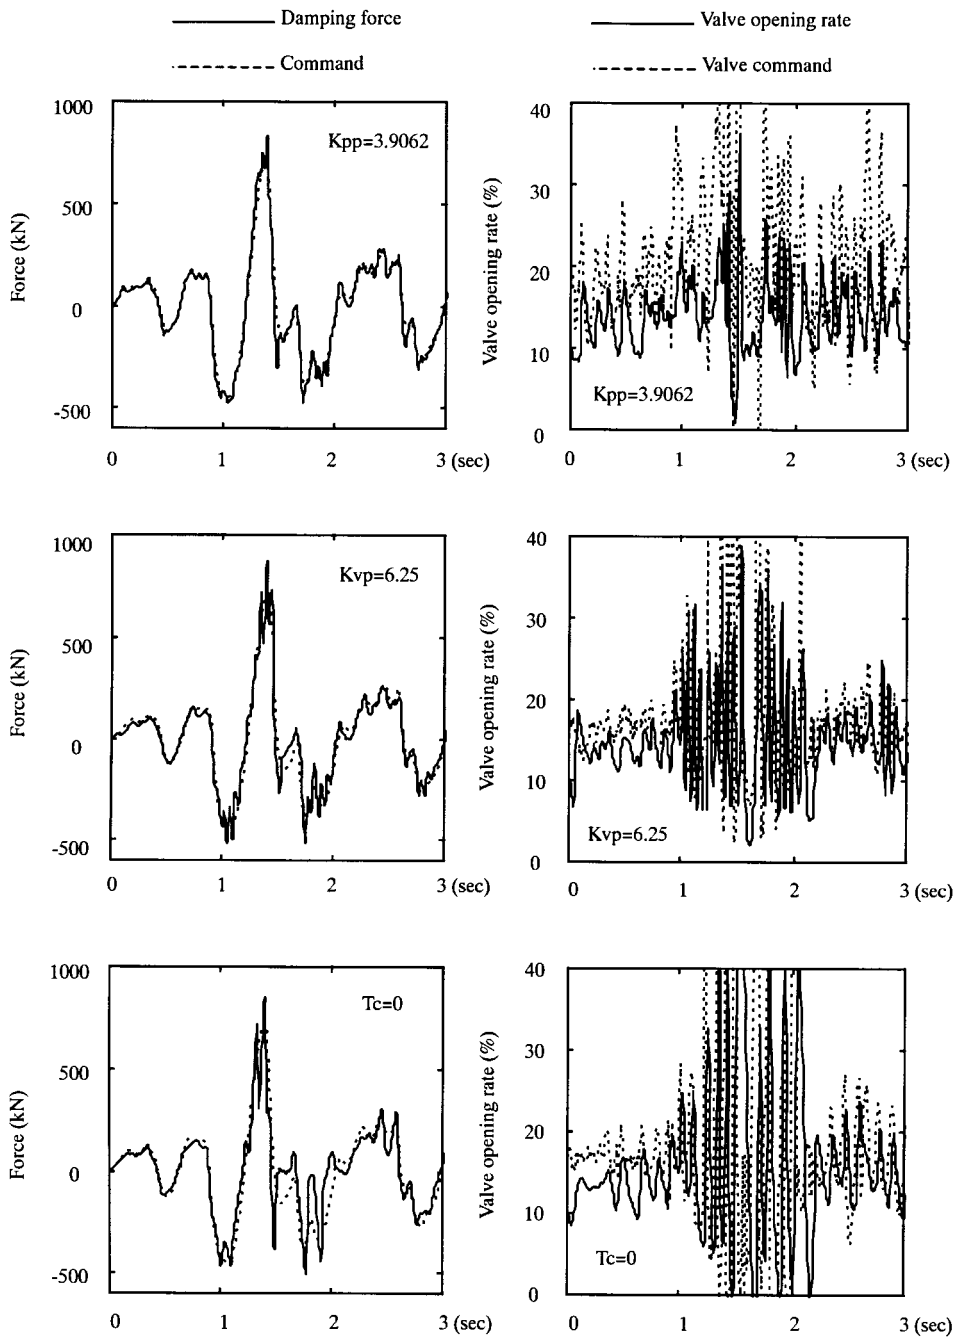 Damping force
Command
Valve opening rate
Valve command
1000
500
0
-500
Force (kN)
Kpp=3.9062
0 1 2 3 (sec)
40
30
20
10
0
Valve opening rate (%)
Kpp=3.9062
0 1 2 3 (sec)
1000
500
0
-500
Force (kN)
Kvp=6.25
0 1 2 3 (sec)
40
30
20
10
0
Valve opening rate (%)
Kvp=6.25
0 1 2 3 (sec)
1000
500
0
-500
Force (kN)
Tc=0
0 1 2 3 (sec)
40
30
20
10
0
Valve opening rate (%)
Tc=0
0 1 2 3 (sec)